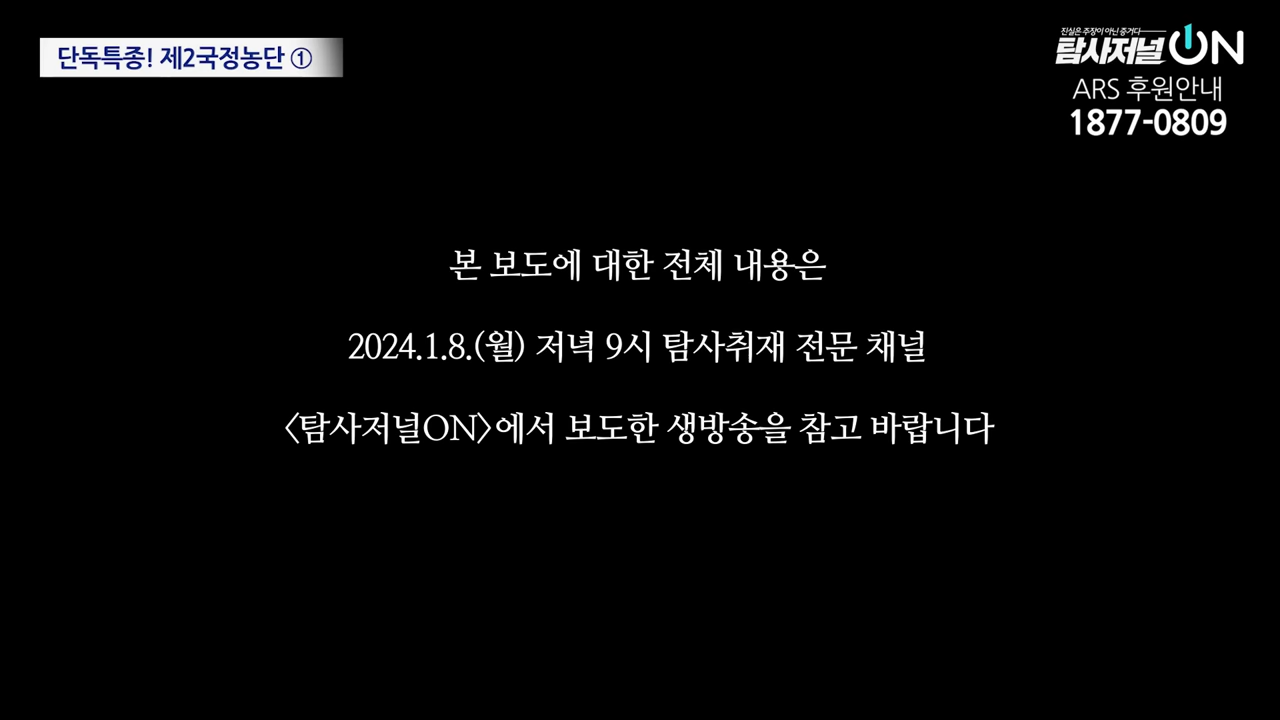 단독특종! 제2국정농단 ①
진실은 주장이 아닌 증거다
탐사저널ON
ARS 후원안내
1877-0809
본 보도에 대한 전체 내용은
2024.1.8.(월) 저녁 9시 탐사취재 전문 채널
<탐사저널ON>에서 보도한 생방송을 참고 바랍니다